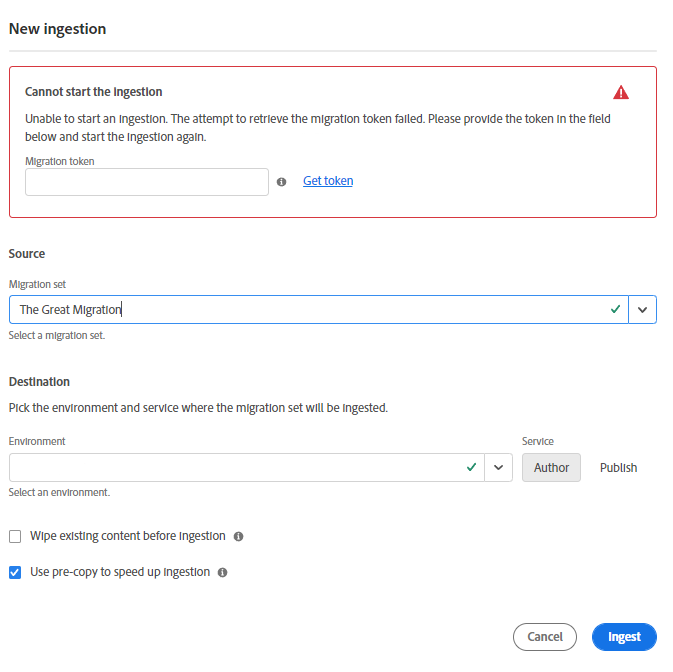 New ingestion
Cannot start the ingestion
Unable to start an ingestion. The attempt to retrieve the migration token failed. Please provide the token in the field
below and start the ingestion again.
Migration token
Get token
Source
Migration set
The Great Migration
Select a migration set.
Destination
Pick the environment and service where the migration set will be ingested.
Environment
Service
Author
Publish
Select an environment.
Wipe existing content before ingestion
Use pre-copy to speed up ingestion
Cancel
Ingest